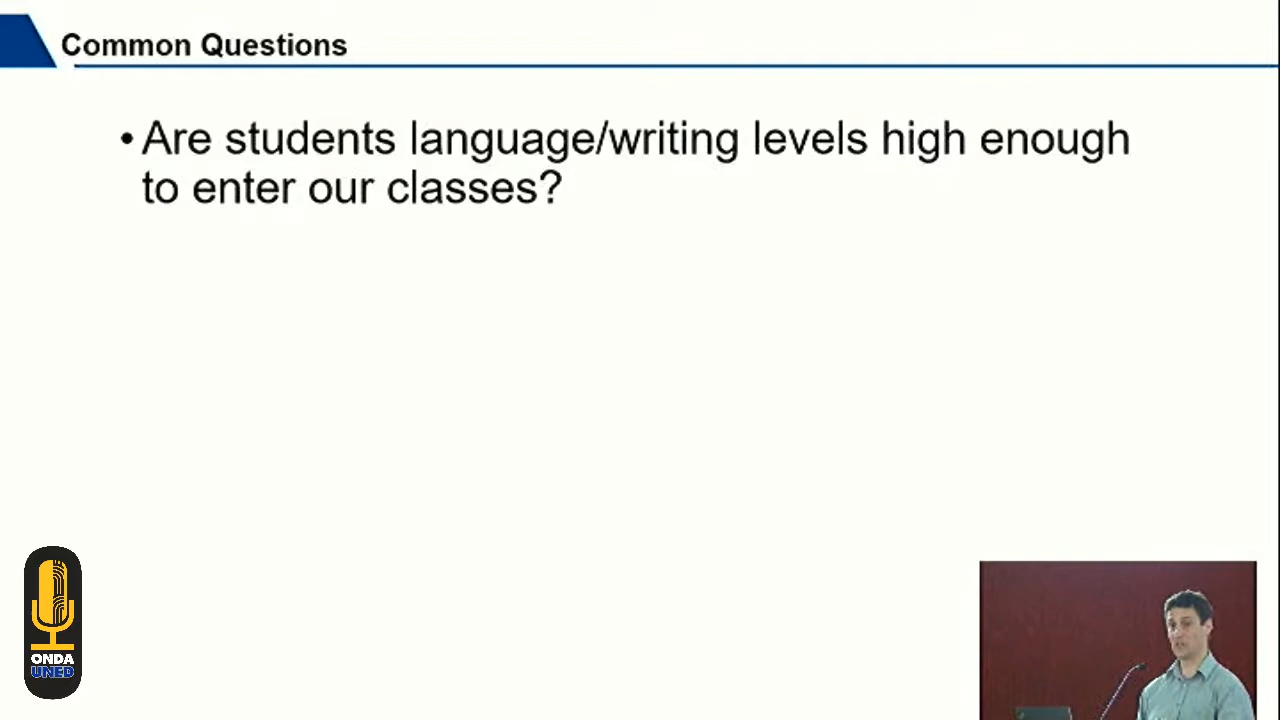 Common Questions
• Are students language/writing levels high enough
to enter our classes?
ONDA
UNED